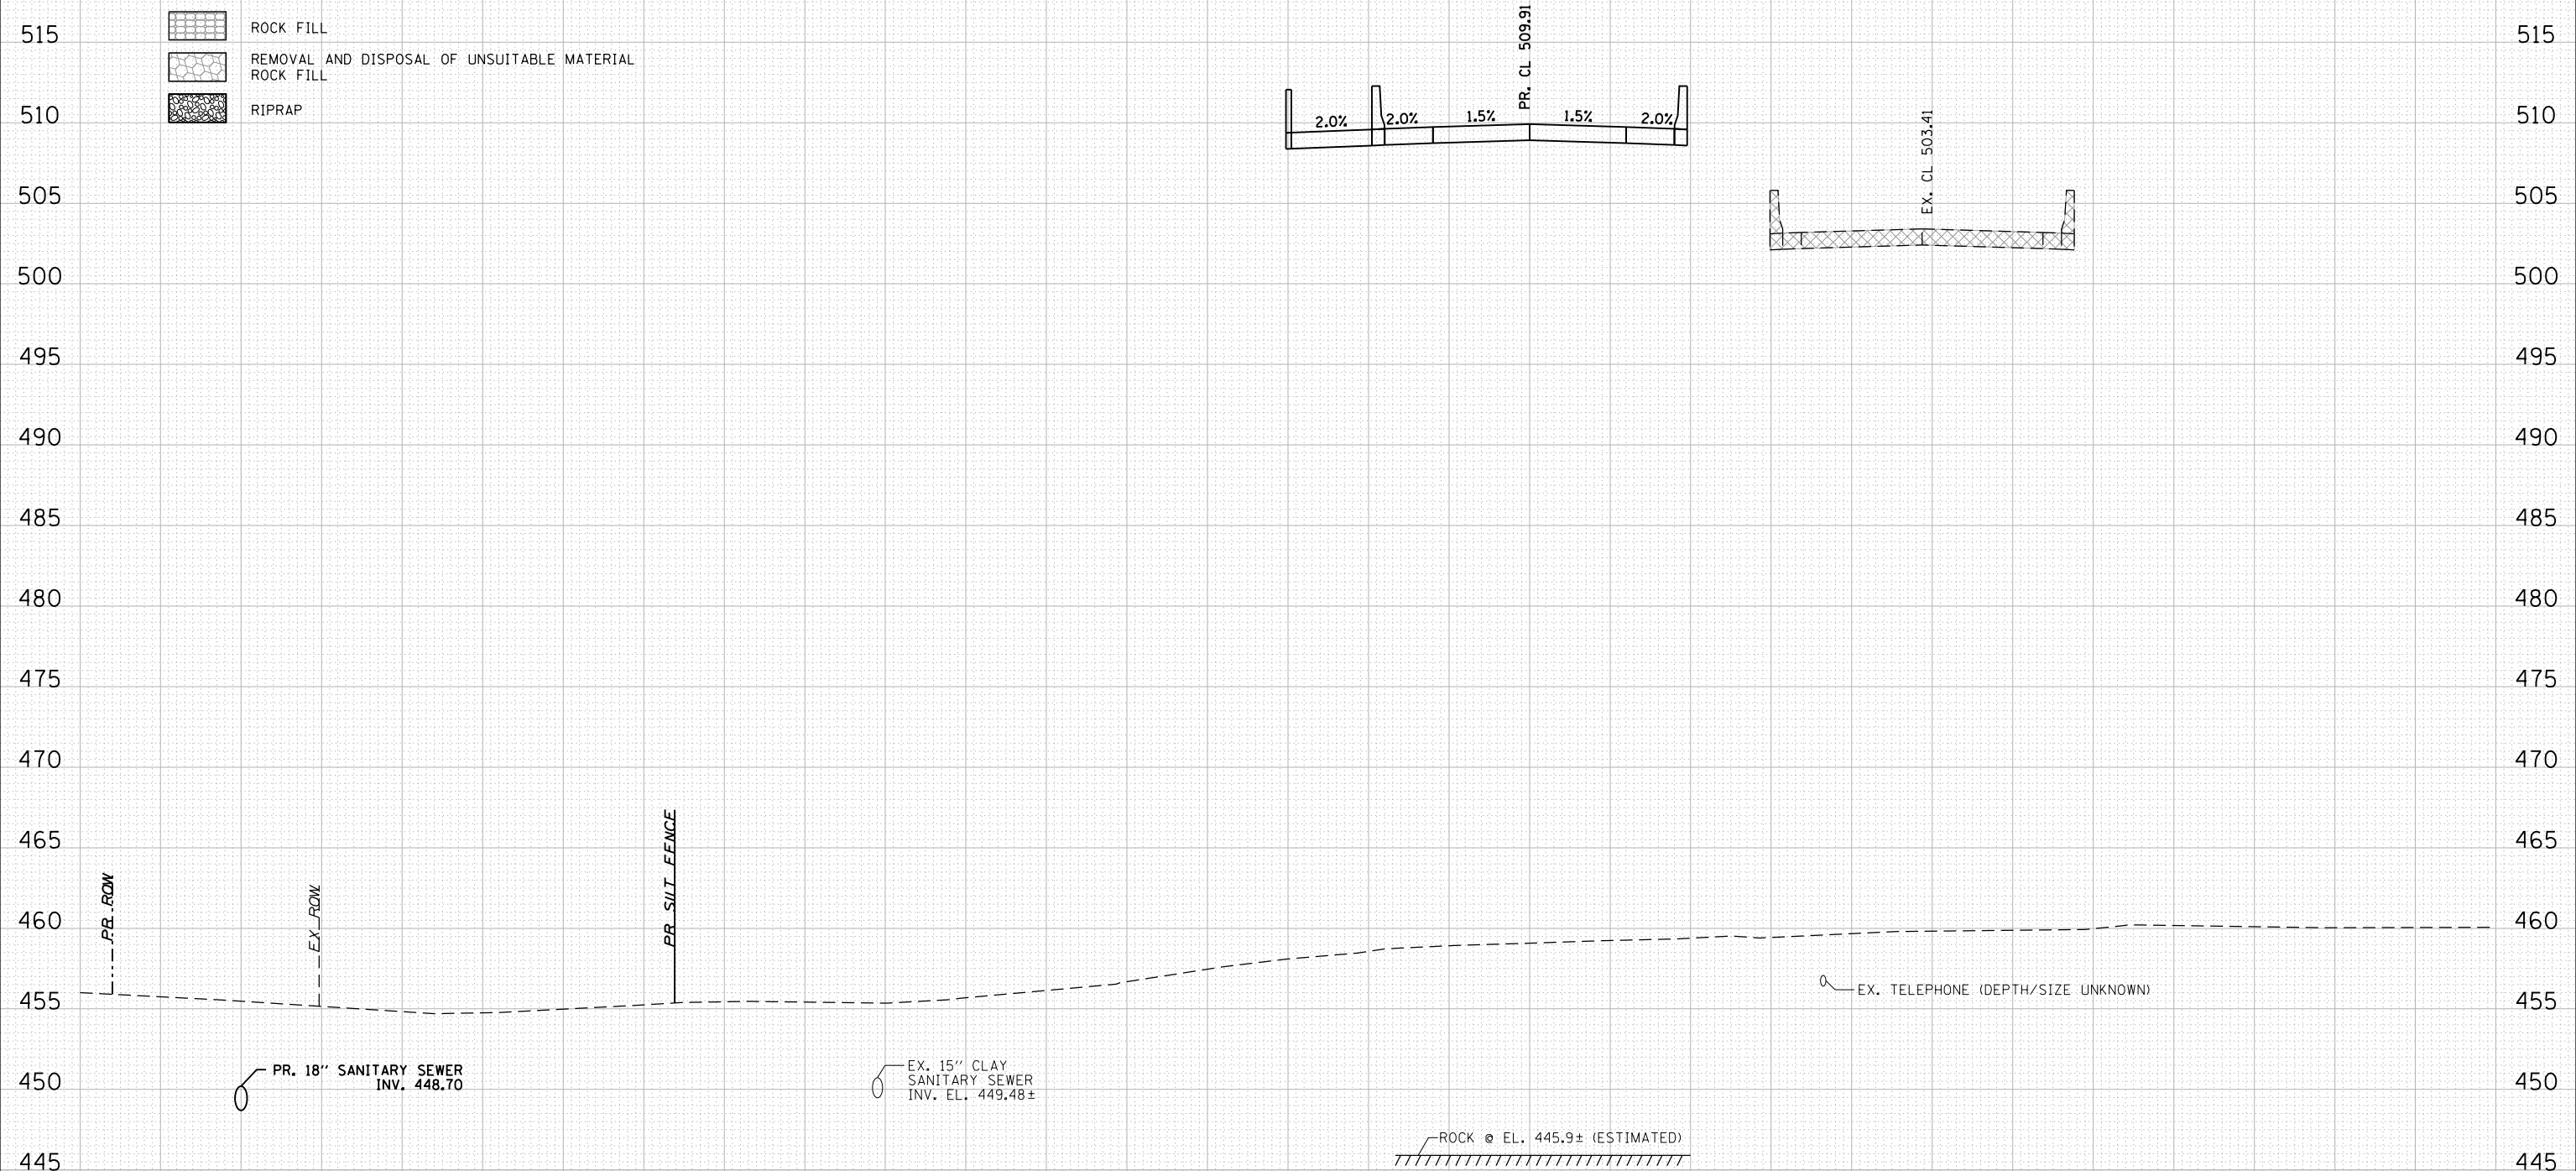 ROCK FILL
REMOVAL AND DISPOSAL OF UNSUITABLE MATERIAL
ROCK FILL
RIPRAP
515
510
505
500
495
490
485
480
475
470
465
460
455
450
445
PR. CL 509.91
2.0%
2.0%
1.5%
1.5%
2.0%
EX. CL 503.41
PR. ROW
EX. ROW
PR SILT FENCE
PR. 18" SANITARY SEWER
INV. 448.70
EX. 15" CLAY
SANITARY SEWER
INV. EL. 449.48±
EX. TELEPHONE (DEPTH/SIZE UNKNOWN)
ROCK @ EL. 445.9± (ESTIMATED)
515
510
505
500
495
490
485
480
475
470
465
460
455
450
445